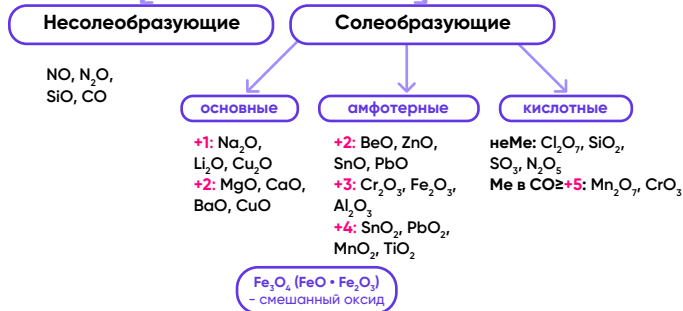 Несолеобразующие
Солеобразующие
NO, N₂O,
SiO, CO
основные
амфотерные
кислотные
+1: Na₂O,
Li₂O, Cu₂O
+2: MgO, CaO,
BaO, CuO
+2: BeO, ZnO,
SnO, PbO
+3: Cr₂O₃, Fe₂O₃,
Al₂O₃
+4: SnO₂, PbO₂,
MnO₂, TiO₂
неМе: Cl₂O₇, SiO₂,
SO₃, N₂O₅
Ме в СО≥+5: Mn₂O₇, CrO₃
Fe₃O₄ (FeO • Fe₂O₃)
- смешанный оксид